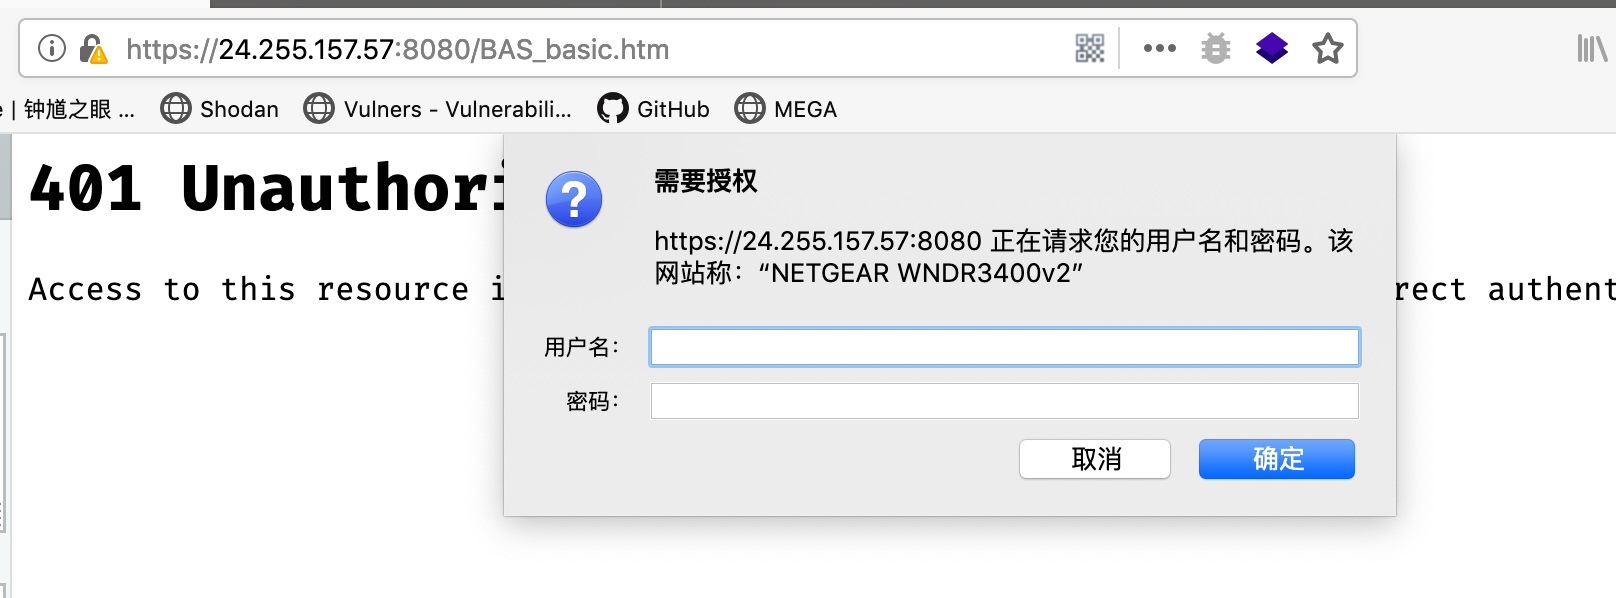 https://24.255.157.57:8080/BAS_basic.htm
| 钟馗之眼 ... Shodan Vulners - Vulnerabili... GitHub MEGA
401 Unauthori
需要授权
https://24.255.157.57:8080 正在请求您的用户名和密码。该
网站称：“NETGEAR WNDR3400v2”
Access to this resource i rect authent
用户名：
密码：
取消 确定